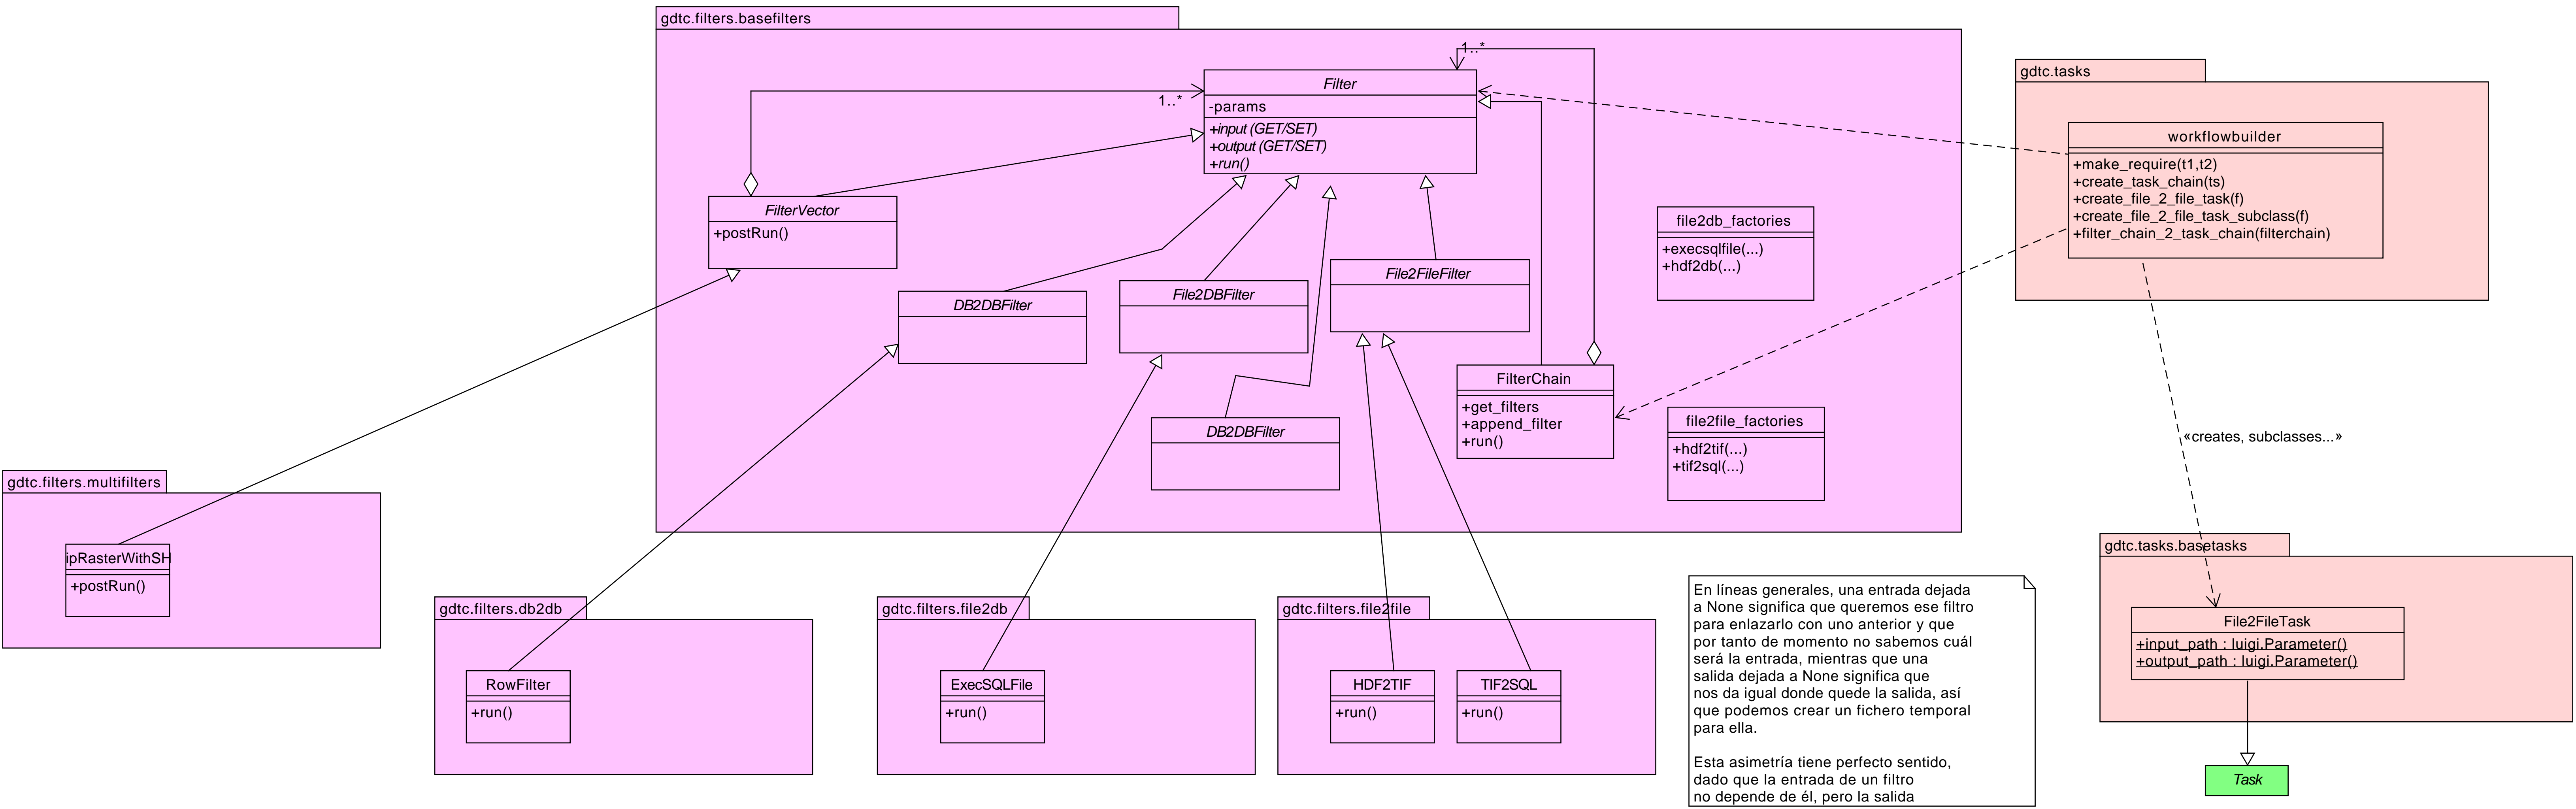 gdtc.filters.basefilters
1..*
1..*
Filter
-params
+input (GET/SET)
+output (GET/SET)
+run()
FilterVector
+postRun()
DB2DBFilter
File2DBFilter
File2FileFilter
DB2DBFilter
FilterChain
+get_filters
+append_filter
+run()
file2db_factories
+execsqlfile(...)
+hdf2db(...)
file2file_factories
+hdf2tif(...)
+tif2sql(...)
gdtc.tasks
workflowbuilder
+make_require(t1,t2)
+create_task_chain(ts)
+create_file_2_file_task(f)
+create_file_2_file_task_subclass(f)
+filter_chain_2_task_chain(filterchain)
«creates, subclasses...»
gdtc.filters.multifilters
ipRasterWithSH
+postRun()
gdtc.filters.db2db
RowFilter
+run()
gdtc.filters.file2db
ExecSQLFile
+run()
gdtc.filters.file2file
HDF2TIF
+run()
TIF2SQL
+run()
En líneas generales, una entrada dejada
a None significa que queremos ese filtro
para enlazarlo con uno anterior y que
por tanto de momento no sabemos cuál
será la entrada, mientras que una
salida dejada a None significa que
nos da igual donde quede la salida, así
que podemos crear un fichero temporal
para ella.
Esta asimetría tiene perfecto sentido,
dado que la entrada de un filtro
no depende de él, pero la salida
gdtc.tasks.basetasks
File2FileTask
+input_path : luigi.Parameter()
+output_path : luigi.Parameter()
Task